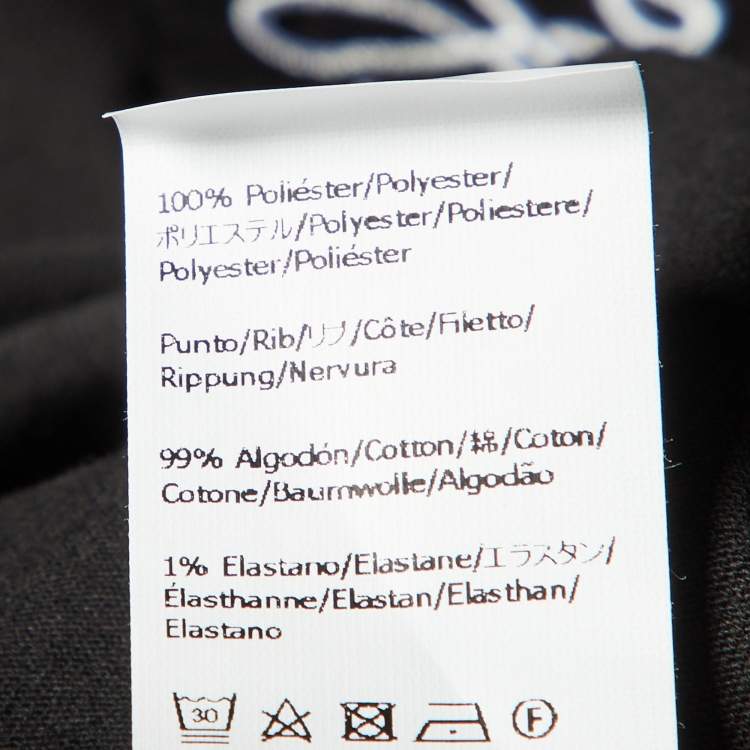 100% Poliéster/Polyester/
ポリエステル/Polyester/Poliestere/
Polyester/Poliéster
Punto/Rib/リブ/Côte/Filetto/
Rippung/Nervura
99% Algodón/Cotton/綿/Coton/
Cotone/Baumwolle/Algodão
1% Elastano/Elastane/エラスタン/
Élasthanne/Elastan/Elasthan/
Elastano
30 F